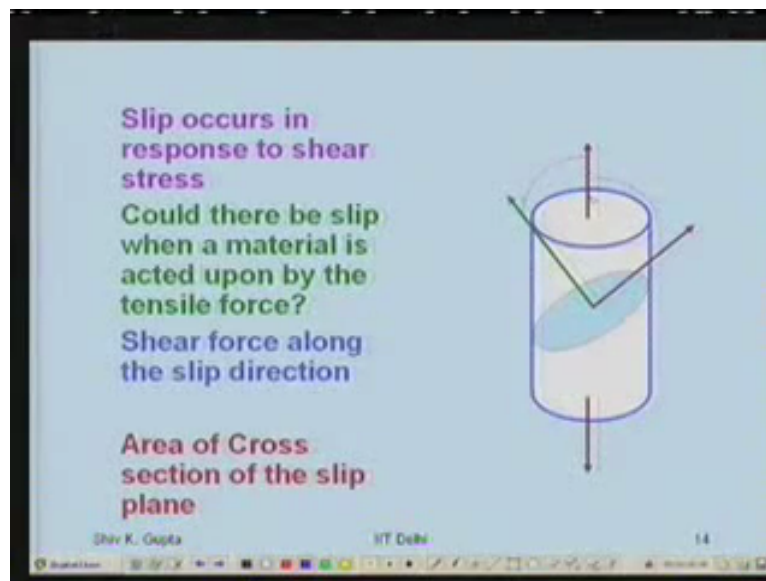 Slip occurs in
response to shear
stress
Could there be slip
when a material is
acted upon by the
tensile force?
Shear force along
the slip direction
Area of Cross
section of the slip
plane
Shiv K. Gupta
IIT Delhi
14